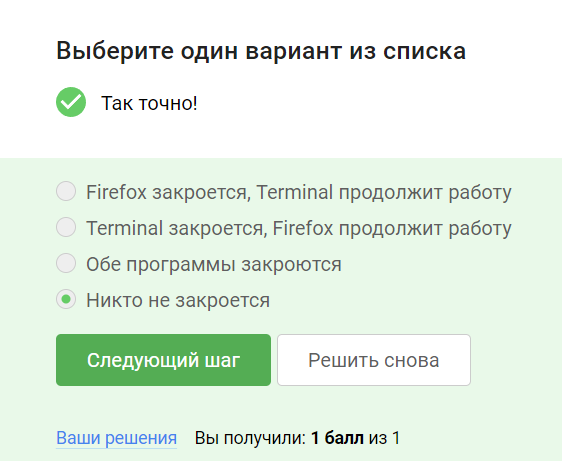 Выберите один вариант из списка
Так точно!
Firefox закроется, Terminal продолжит работу
Terminal закроется, Firefox продолжит работу
Обе программы закроются
Никто не закроется
Следующий шаг Решить снова
Ваши решения Вы получили: 1 балл из 1